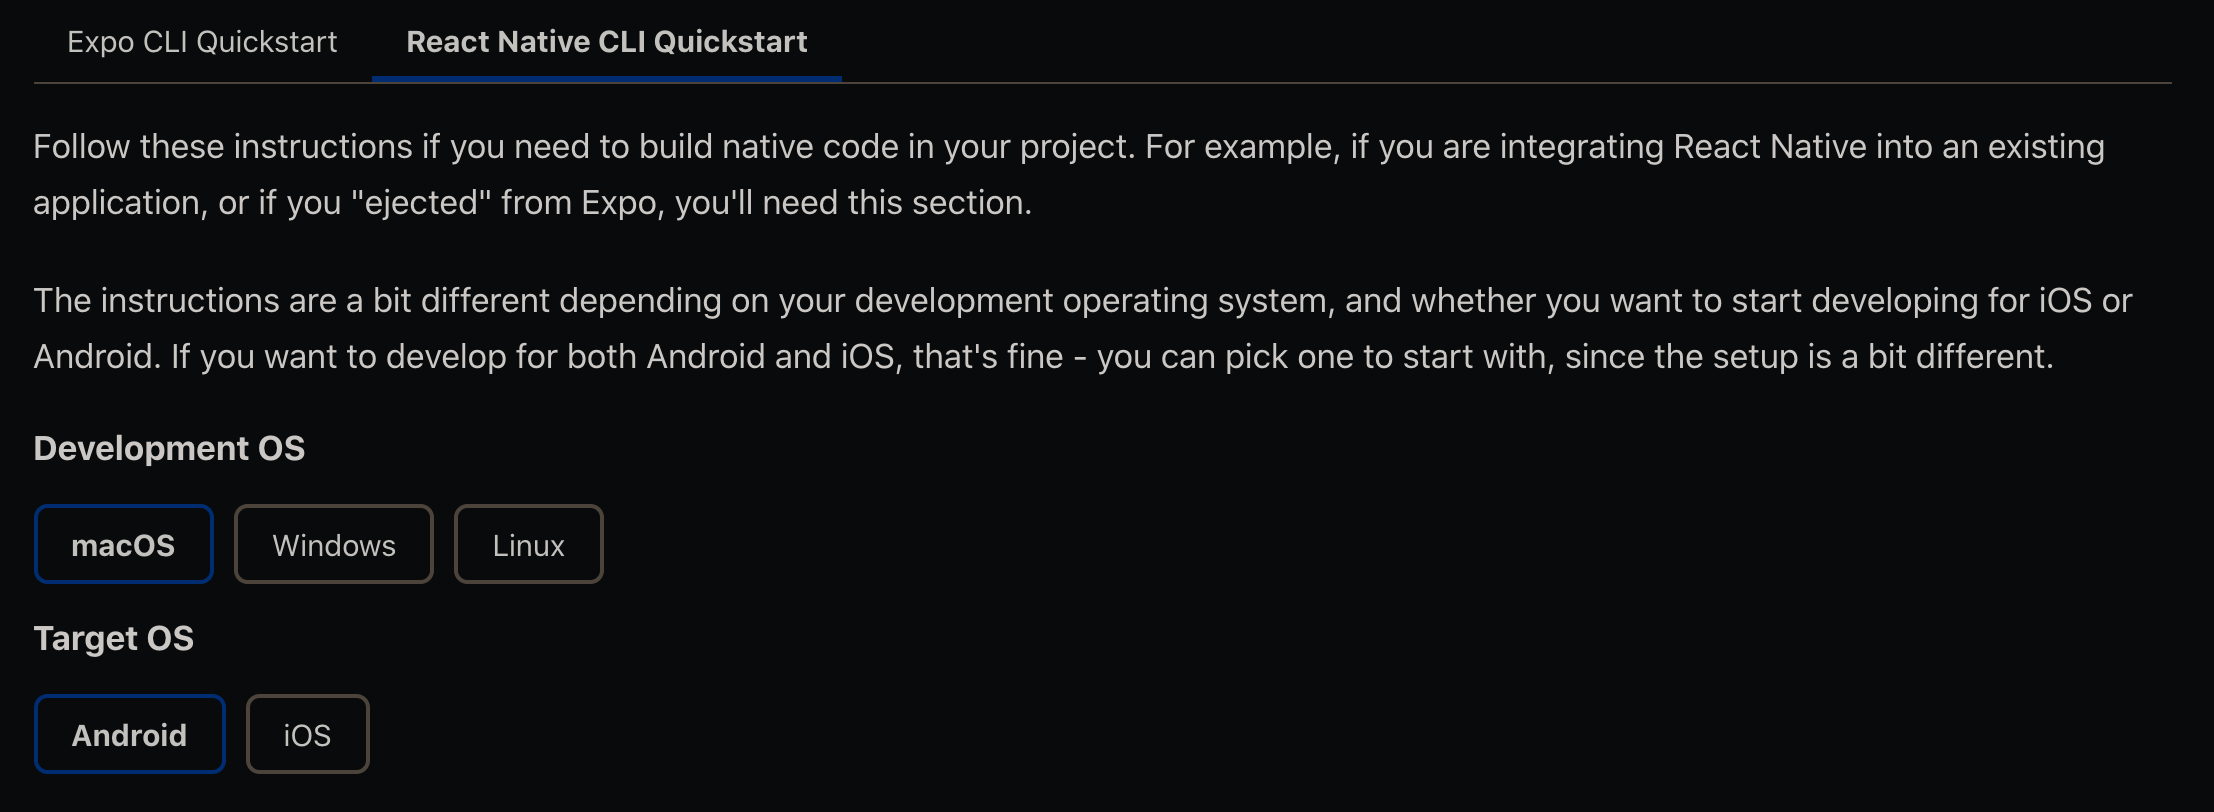 Expo CLI Quickstart
React Native CLI Quickstart
Follow these instructions if you need to build native code in your project. For example, if you are integrating React Native into an existing
application, or if you "ejected" from Expo, you'll need this section.
The instructions are a bit different depending on your development operating system, and whether you want to start developing for iOS or
Android. If you want to develop for both Android and iOS, that's fine - you can pick one to start with, since the setup is a bit different.
Development OS
macOS
Windows
Linux
Target OS
Android
iOS